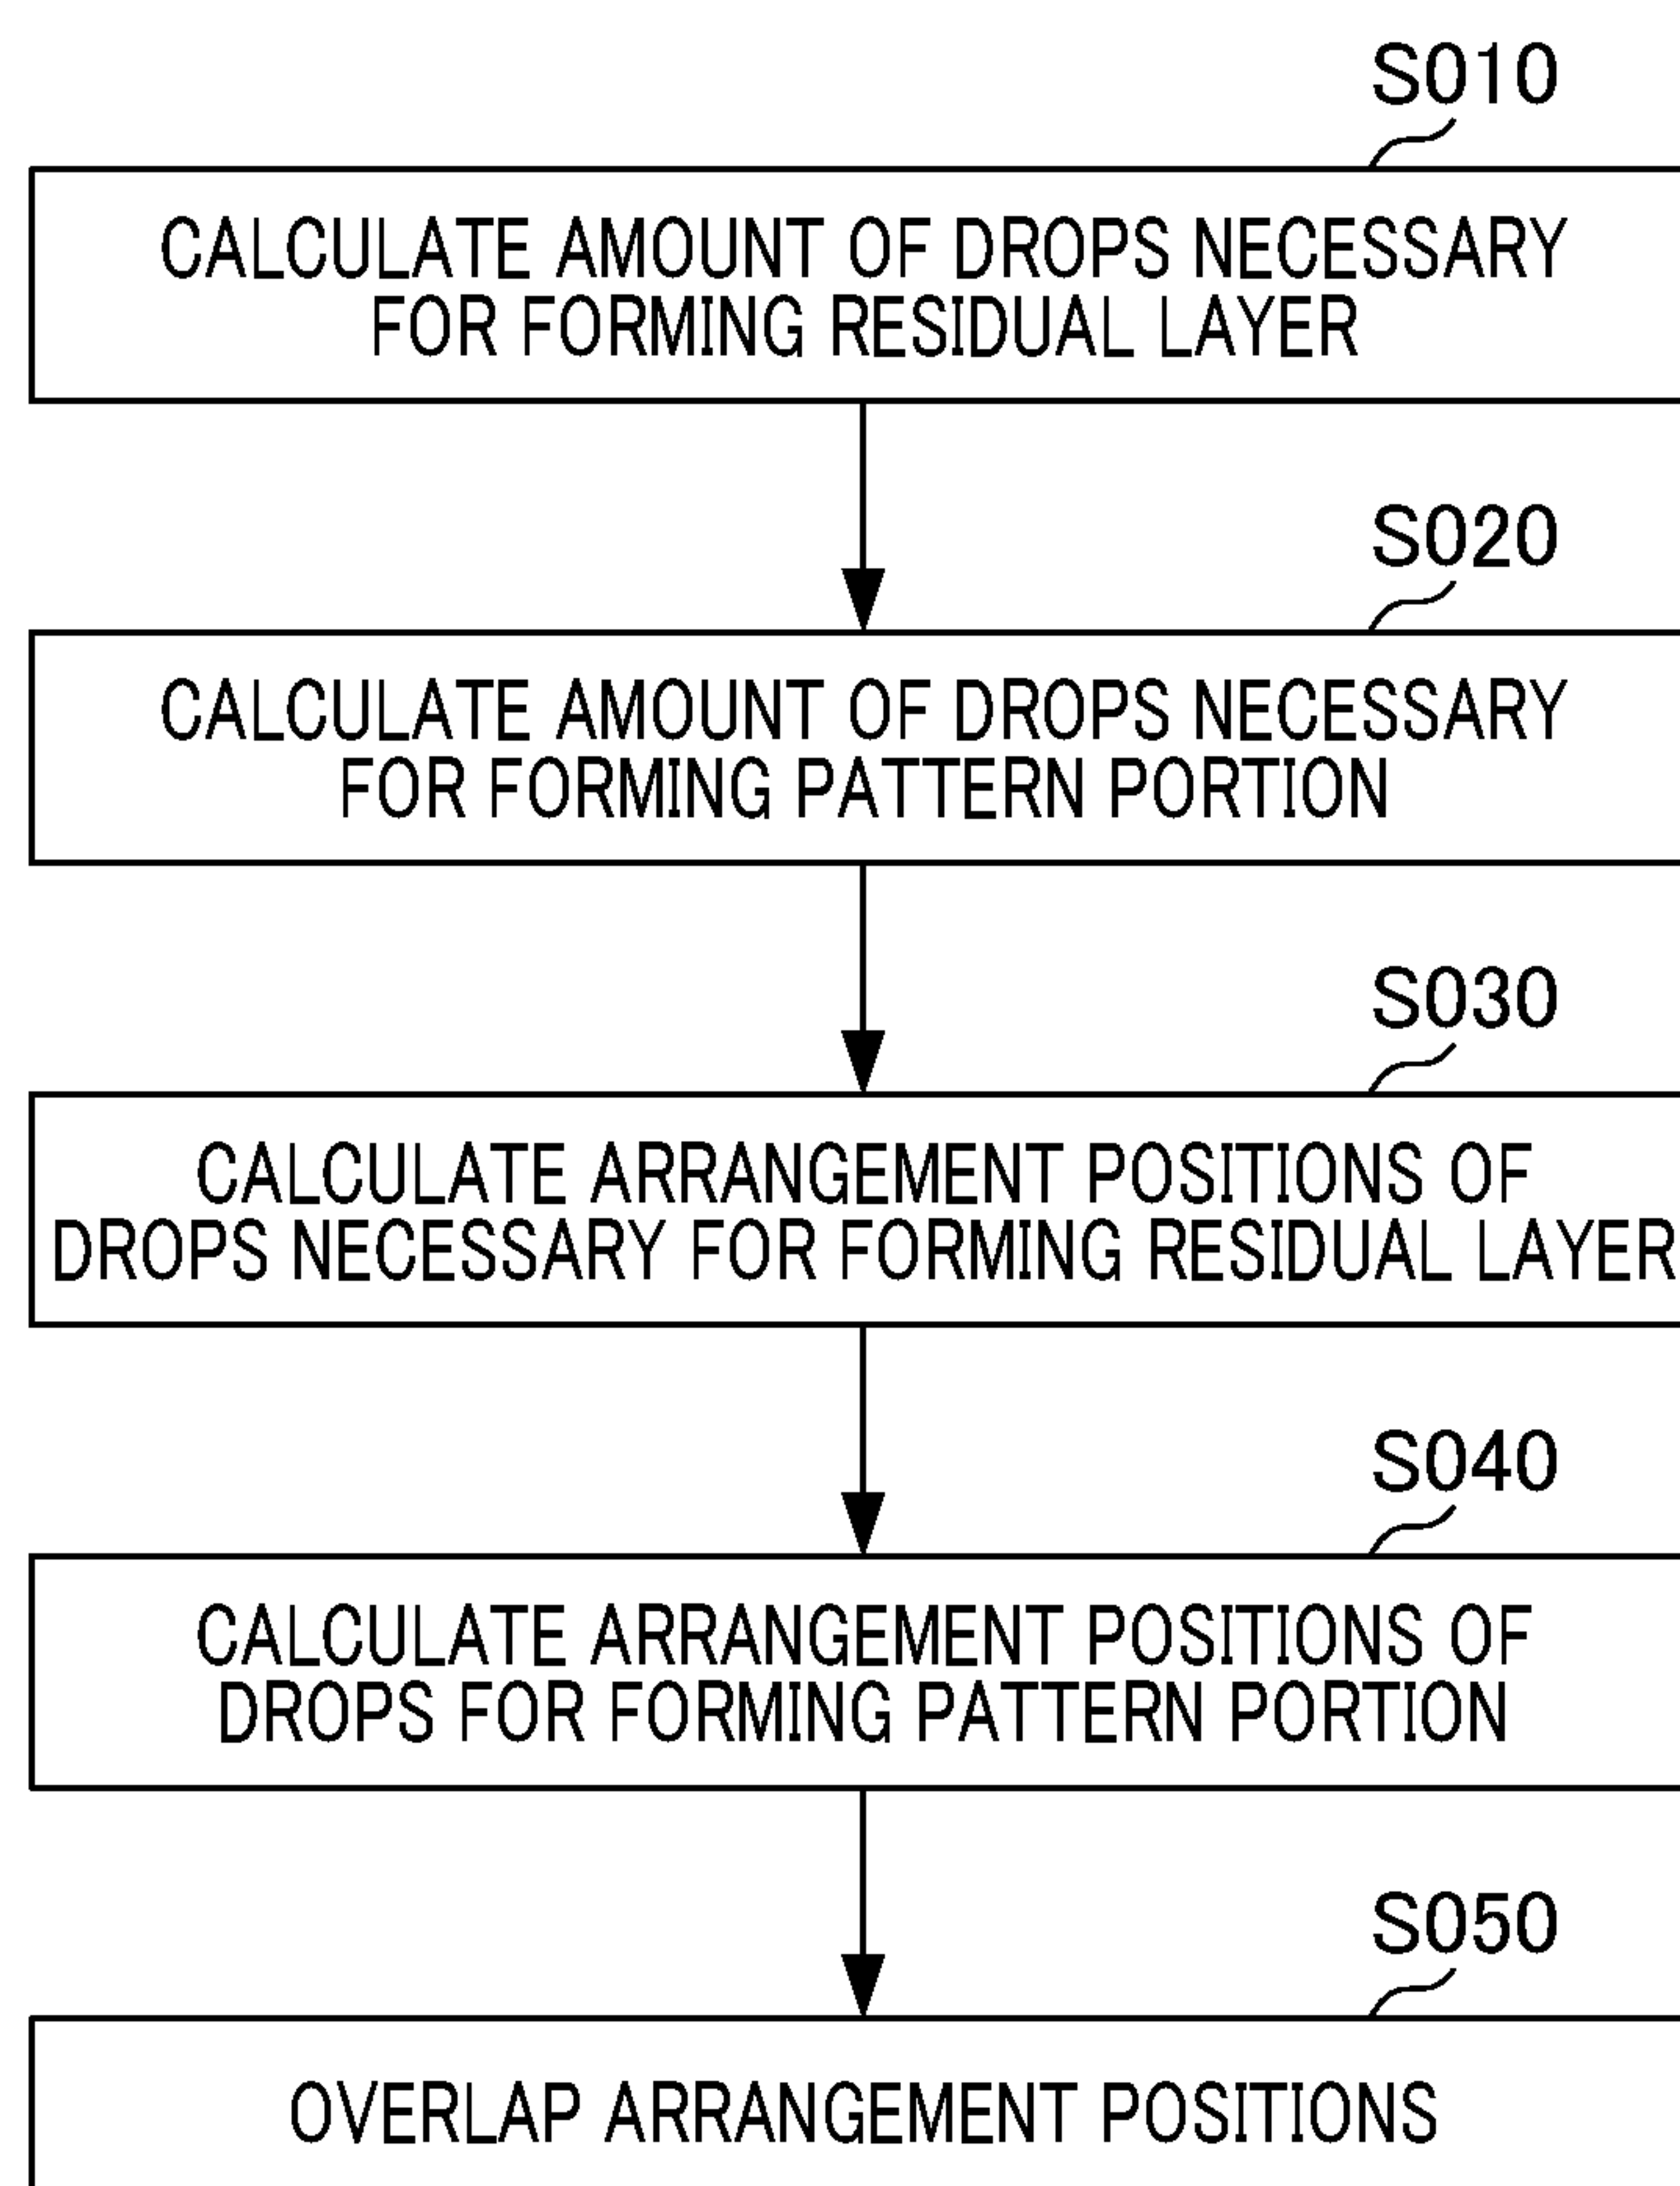 S010
CALCULATE AMOUNT OF DROPS NECESSARY
FOR FORMING RESIDUAL LAYER
S020
CALCULATE AMOUNT OF DROPS NECESSARY
FOR FORMING PATTERN PORTION
S030
CALCULATE ARRANGEMENT POSITIONS OF
DROPS NECESSARY FOR FORMING RESIDUAL LAYER
S040
CALCULATE ARRANGEMENT POSITIONS OF
DROPS FOR FORMING PATTERN PORTION
S050
OVERLAP ARRANGEMENT POSITIONS